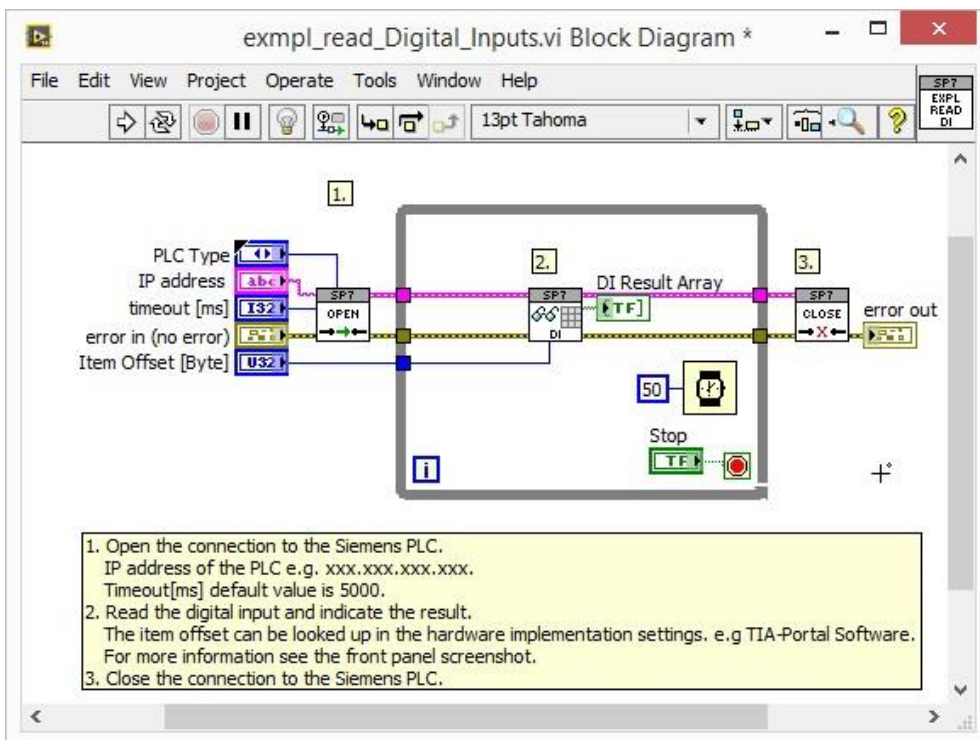 exmpl_read_Digital_Inputs.vi Block Diagram *
File Edit View Project Operate Tools Window Help
SP7
EXPL
READ
DI
13pt Tahoma
1.
PLC Type
IP address abc
timeout [ms] I32
error in (no error)
Item Offset [Byte] U32
SP7
OPEN
2.
SP7
DI
DI Result Array
TF
3.
SP7
CLOSE
error out
50
Stop
TF
i
1. Open the connection to the Siemens PLC.
IP address of the PLC e.g. xxx.xxx.xxx.xxx.
Timeout[ms] default value is 5000.
2. Read the digital input and indicate the result.
The item offset can be looked up in the hardware implementation settings. e.g TIA-Portal Software.
For more information see the front panel screenshot.
3. Close the connection to the Siemens PLC.